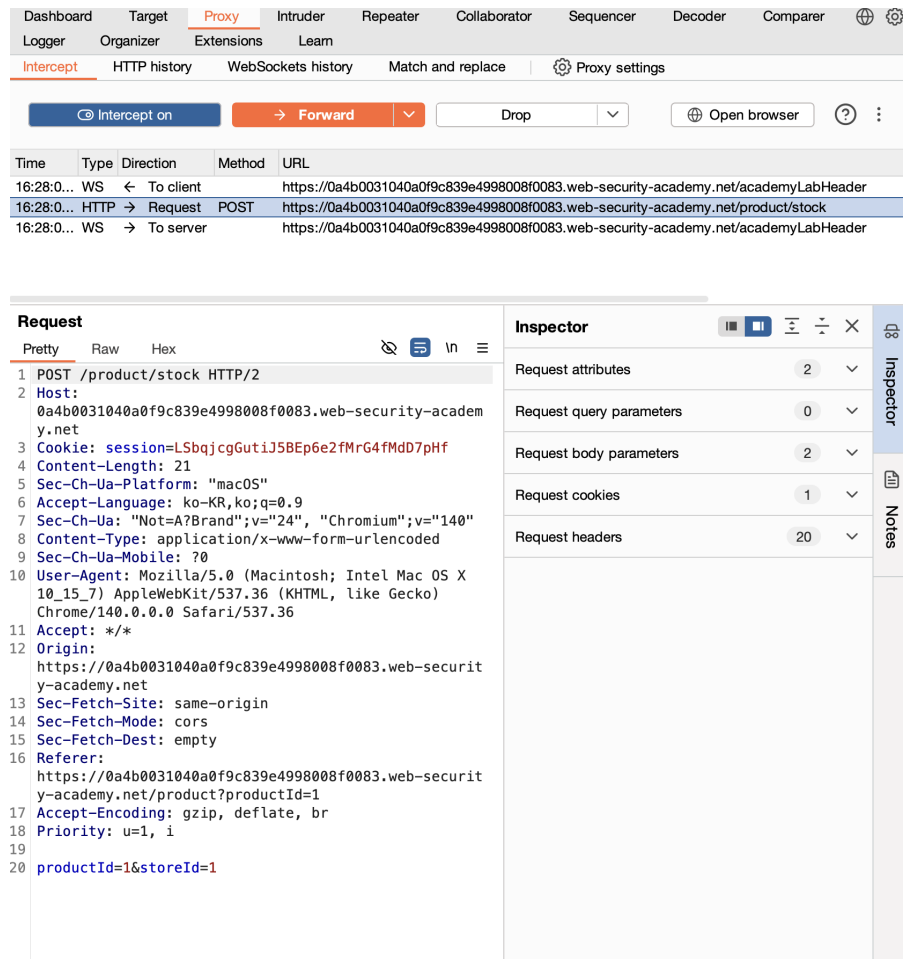 Dashboard Target Proxy Intruder Repeater Collaborator Sequencer Decoder Comparer
Logger Organizer Extensions Learn
Intercept HTTP history WebSockets history Match and replace Proxy settings
Intercept on → Forward Drop Open browser ?
Time Type Direction Method URL
16:28:0... WS ← To client https://0a4b0031040a0f9c839e4998008f0083.web-security-academy.net/academyLabHeader
16:28:0... HTTP → Request POST https://0a4b0031040a0f9c839e4998008f0083.web-security-academy.net/product/stock
16:28:0... WS → To server https://0a4b0031040a0f9c839e4998008f0083.web-security-academy.net/academyLabHeader
Request
Pretty Raw Hex \n
1 POST /product/stock HTTP/2
2 Host:
0a4b0031040a0f9c839e4998008f0083.web-security-academ
y.net
3 Cookie: session=LSbqjcgGutiJ5BEp6e2fMrG4fMdD7pHf
4 Content-Length: 21
5 Sec-Ch-Ua-Platform: "macOS"
6 Accept-Language: ko-KR,ko;q=0.9
7 Sec-Ch-Ua: "Not=A?Brand";v="24", "Chromium";v="140"
8 Content-Type: application/x-www-form-urlencoded
9 Sec-Ch-Ua-Mobile: ?0
10 User-Agent: Mozilla/5.0 (Macintosh; Intel Mac OS X
10_15_7) AppleWebKit/537.36 (KHTML, like Gecko)
Chrome/140.0.0.0 Safari/537.36
11 Accept: */*
12 Origin:
https://0a4b0031040a0f9c839e4998008f0083.web-securit
y-academy.net
13 Sec-Fetch-Site: same-origin
14 Sec-Fetch-Mode: cors
15 Sec-Fetch-Dest: empty
16 Referer:
https://0a4b0031040a0f9c839e4998008f0083.web-securit
y-academy.net/product?productId=1
17 Accept-Encoding: gzip, deflate, br
18 Priority: u=1, i
19
20 productId=1&storeId=1
Inspector
Request attributes 2
Request query parameters 0
Request body parameters 2
Request cookies 1
Request headers 20
Inspector
Notes